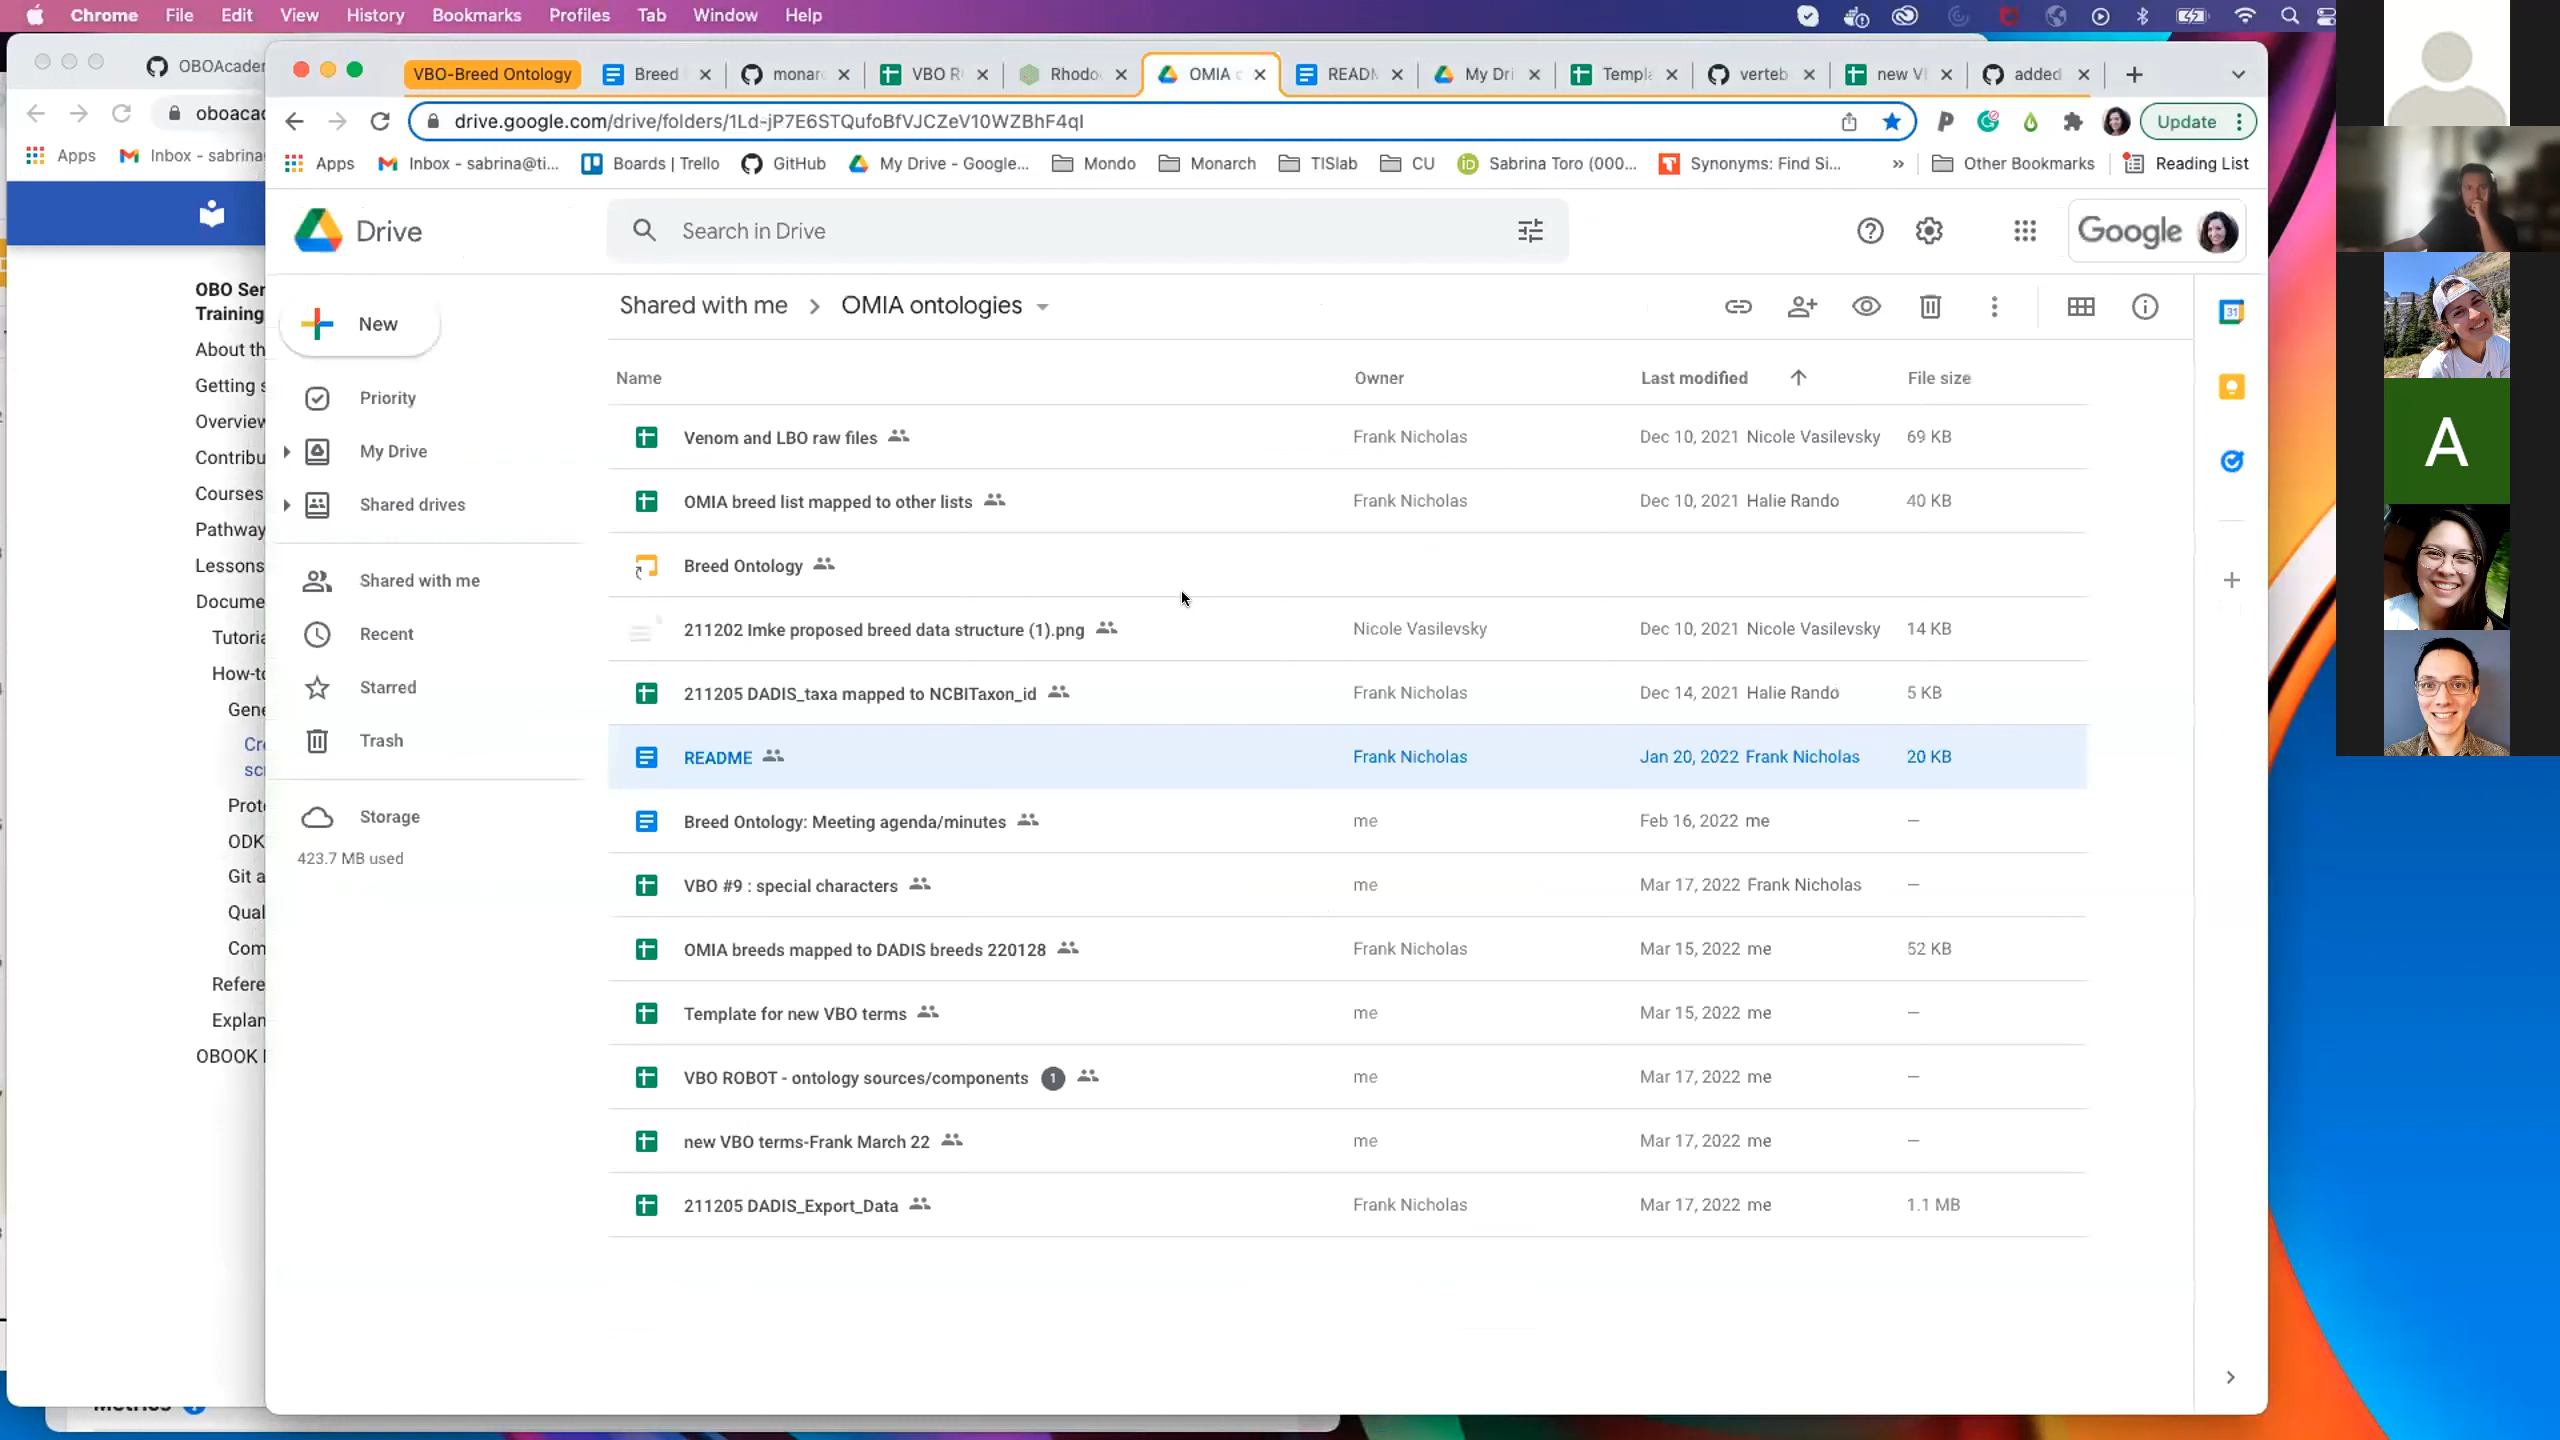 Chrome File Edit View History Bookmarks Profiles Tab Window Help
OBOAcader
VBO-Breed Ontology Breed monar VBO R Rhodo OMIA READM My Dri Templa verteb new V added
oboacad
drive.google.com/drive/folders/1Ld-jP7E6STQufoBfVJCZeV10WZBhF4qI
Update
Apps Inbox - sabrina
Apps Inbox - sabrina@ti... Boards | Trello GitHub My Drive - Google... Mondo Monarch TISlab CU Sabrina Toro (000... Synonyms: Find Si... » Other Bookmarks Reading List
Drive
Search in Drive
Google
OBO Ser
Training
About th
Getting s
Overview
Contribu
Courses
Pathway
Lessons
Docume
Tutoria
How-to
Gene
Cre
scr
Prote
ODK
Git a
Qual
Com
Refere
Explan
OBOOK
Metrics
New
Priority
My Drive
Shared drives
Shared with me
Recent
Starred
Trash
Storage
423.7 MB used
Shared with me > OMIA ontologies
Name Owner Last modified File size
Venom and LBO raw files Frank Nicholas Dec 10, 2021 Nicole Vasilevsky 69 KB
OMIA breed list mapped to other lists Frank Nicholas Dec 10, 2021 Halie Rando 40 KB
Breed Ontology
211202 Imke proposed breed data structure (1).png Nicole Vasilevsky Dec 10, 2021 Nicole Vasilevsky 14 KB
211205 DADIS_taxa mapped to NCBITaxon_id Frank Nicholas Dec 14, 2021 Halie Rando 5 KB
README Frank Nicholas Jan 20, 2022 Frank Nicholas 20 KB
Breed Ontology: Meeting agenda/minutes me Feb 16, 2022 me —
VBO #9 : special characters me Mar 17, 2022 Frank Nicholas —
OMIA breeds mapped to DADIS breeds 220128 Frank Nicholas Mar 15, 2022 me 52 KB
Template for new VBO terms me Mar 15, 2022 me —
VBO ROBOT - ontology sources/components 1 me Mar 17, 2022 me —
new VBO terms-Frank March 22 me Mar 17, 2022 me —
211205 DADIS_Export_Data Frank Nicholas Mar 17, 2022 me 1.1 MB
31
A